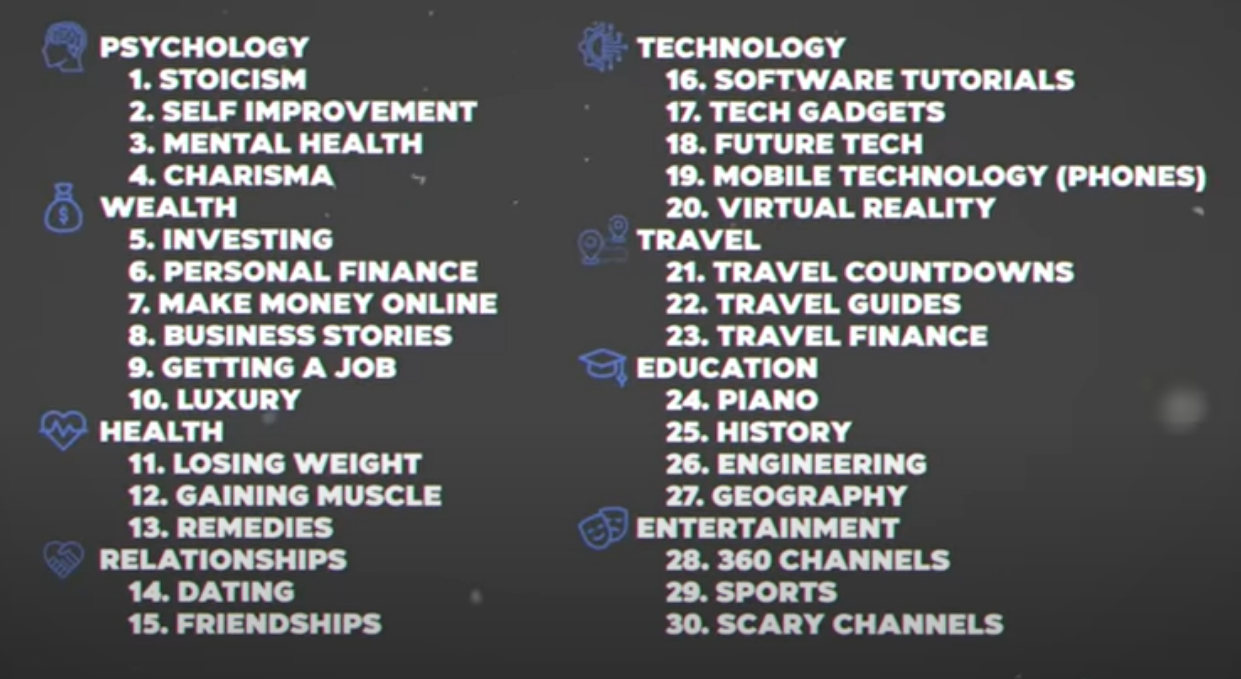 PSYCHOLOGY
1. STOICISM
2. SELF IMPROVEMENT
3. MENTAL HEALTH
4. CHARISMA
WEALTH
5. INVESTING
6. PERSONAL FINANCE
7. MAKE MONEY ONLINE
8. BUSINESS STORIES
9. GETTING A JOB
10. LUXURY
HEALTH
11. LOSING WEIGHT
12. GAINING MUSCLE
13. REMEDIES
RELATIONSHIPS
14. DATING
15. FRIENDSHIPS
TECHNOLOGY
16. SOFTWARE TUTORIALS
17. TECH GADGETS
18. FUTURE TECH
19. MOBILE TECHNOLOGY (PHONES)
20. VIRTUAL REALITY
TRAVEL
21. TRAVEL COUNTDOWNS
22. TRAVEL GUIDES
23. TRAVEL FINANCE
EDUCATION
24. PIANO
25. HISTORY
26. ENGINEERING
27. GEOGRAPHY
ENTERTAINMENT
28. 360 CHANNELS
29. SPORTS
30. SCARY CHANNELS